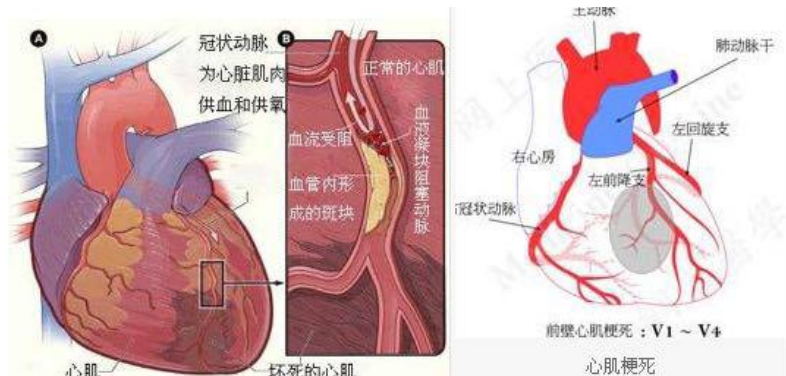 A
冠状动脉
为心脏肌肉
供血和供氧
B
正常的心肌
血流受阻
血液凝块阻塞动脉
血管内形
成的斑块
心肌
坏死的心肌
主动脉
肺动脉干
左回旋支
右心房
左前降支
冠状动脉
前壁心肌梗死:V1 ~ V4
心肌梗死